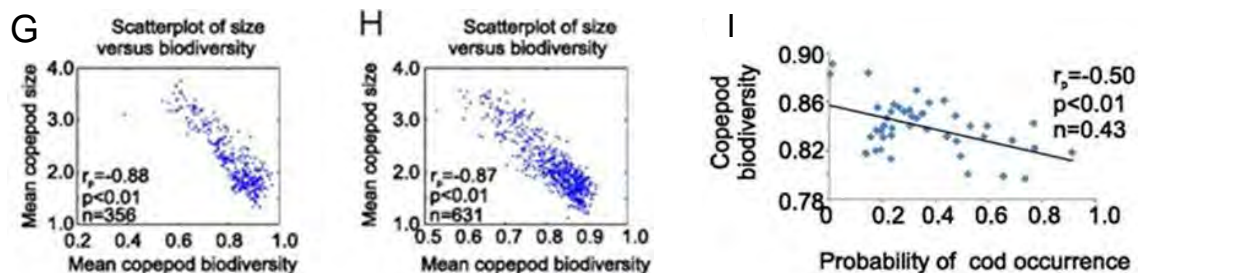 G
Scatterplot of size
versus biodiversity
Mean copepod size
4.0
3.0
2.0
1.0
rp=-0.88
p<0.01
n=356
0.2 0.4 0.6 0.8 1.0
Mean copepod biodiversity
H
Scatterplot of size
versus biodiversity
Mean copepod size
4.0
3.0
2.0
1.0
rp=-0.87
p<0.01
n=631
0.5 0.6 0.7 0.8 0.9 1.0
Mean copepod biodiversity
I
Copepod
biodiversity
0.90
0.86
0.82
0.78
rp=-0.50
p<0.01
n=0.43
0 0.2 0.4 0.6 0.8 1.0
Probability of cod occurrence